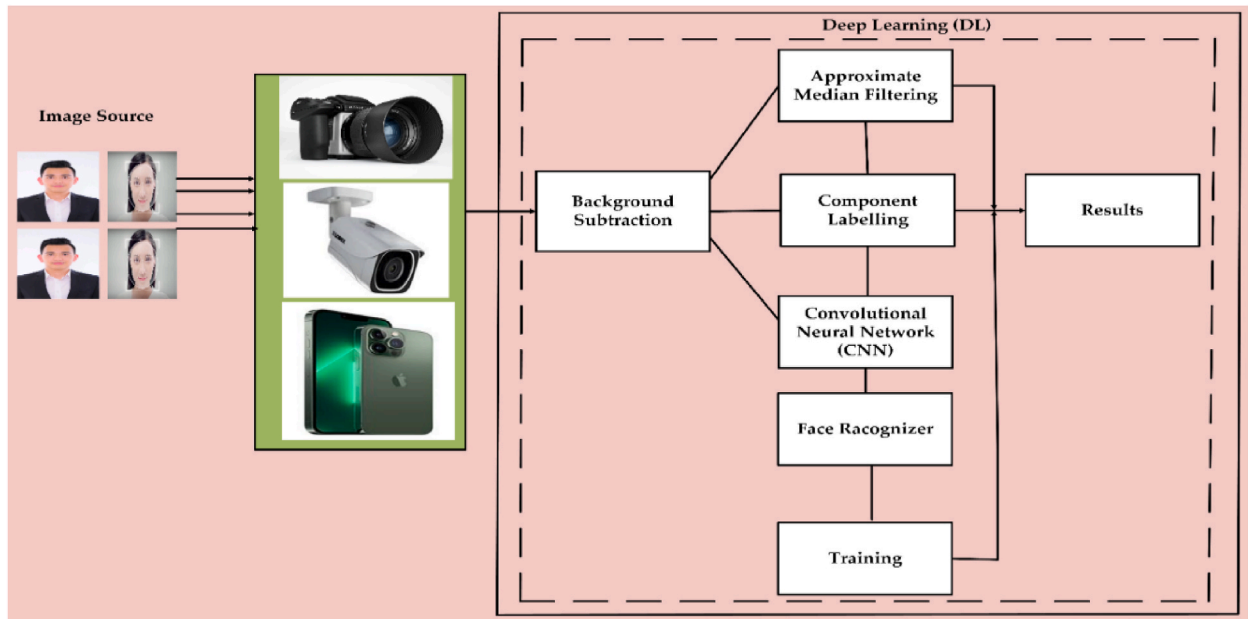 Deep Learning (DL)
Image Source
Approximate
Median Filtering
Background
Subtraction
Component
Labelling
Results
Convolutional
Neural Network
(CNN)
Face Racognizer
Training